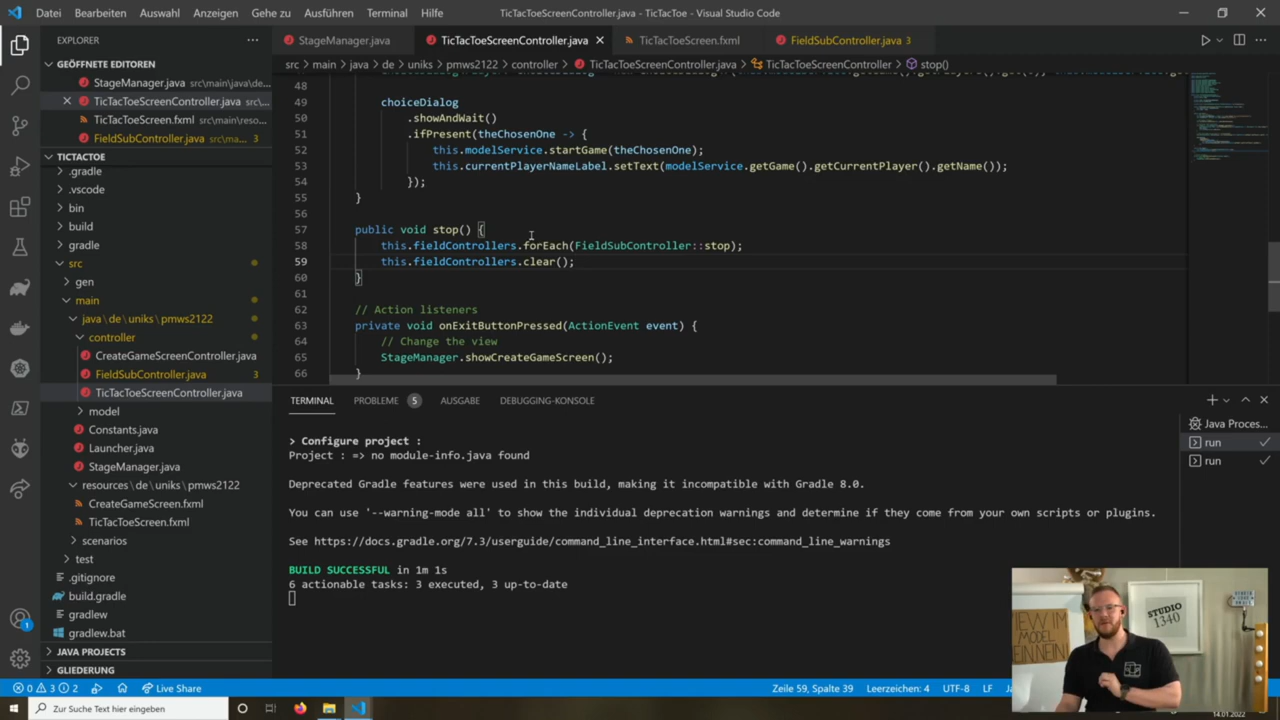 Datei Bearbeiten Auswahl Anzeigen Gehe zu Ausführen Terminal Hilfe TicTacToeScreenController.java - TicTacToe - Visual Studio Code
EXPLORER
GEÖFFNETE EDITOREN
StageManager.java src\main\java\de...
TicTacToeScreenController.java src\...
TicTacToeScreen.fxml src\main\reso...
FieldSubController.java src\ma... 3
TICTACTOE
.gradle
.vscode
bin
build
gradle
src
gen
main
java\de\uniks\pmws2122
controller
CreateGameScreenController.java
FieldSubController.java 3
TicTacToeScreenController.java
model
Constants.java
Launcher.java
StageManager.java
resources\de\uniks\pmws2122
CreateGameScreen.fxml
TicTacToeScreen.fxml
scenarios
test
.gitignore
build.gradle
gradlew
gradlew.bat
JAVA PROJECTS
GLIEDERUNG
StageManager.java TicTacToeScreenController.java TicTacToeScreen.fxml FieldSubController.java 3
src > main > java > de > uniks > pmws2122 > controller > TicTacToeScreenController.java > TicTacToeScreenController > stop()
48
49 choiceDialog
50 .showAndWait()
51 .ifPresent(theChosenOne -> {
52 this.modelService.startGame(theChosenOne);
53 this.currentPlayerNameLabel.setText(modelService.getGame().getCurrentPlayer().getName());
54 });
55 }
56
57 public void stop() {
58 this.fieldControllers.forEach(FieldSubController::stop);
59 this.fieldControllers.clear();
60 }
61
62 // Action listeners
63 private void onExitButtonPressed(ActionEvent event) {
64 // Change the view
65 StageManager.showCreateGameScreen();
66 }
TERMINAL PROBLEME 5 AUSGABE DEBUGGING-KONSOLE
> Configure project :
Project : => no module-info.java found
Deprecated Gradle features were used in this build, making it incompatible with Gradle 8.0.
You can use '--warning-mode all' to show the individual deprecation warnings and determine if they come from your own scripts or plugins.
See https://docs.gradle.org/7.3/userguide/command_line_interface.html#sec:command_line_warnings
BUILD SUCCESSFUL in 1m 1s
6 actionable tasks: 3 executed, 3 up-to-date
Java Proces...
run
run
VIEW IM
MODEL
EIN NEIN!
STUDIO
1340
1
0 3 2 Live Share Zeile 59, Spalte 39 Leerzeichen: 4 UTF-8 LF
Zur Suche Text hier eingeben
14.01.2022